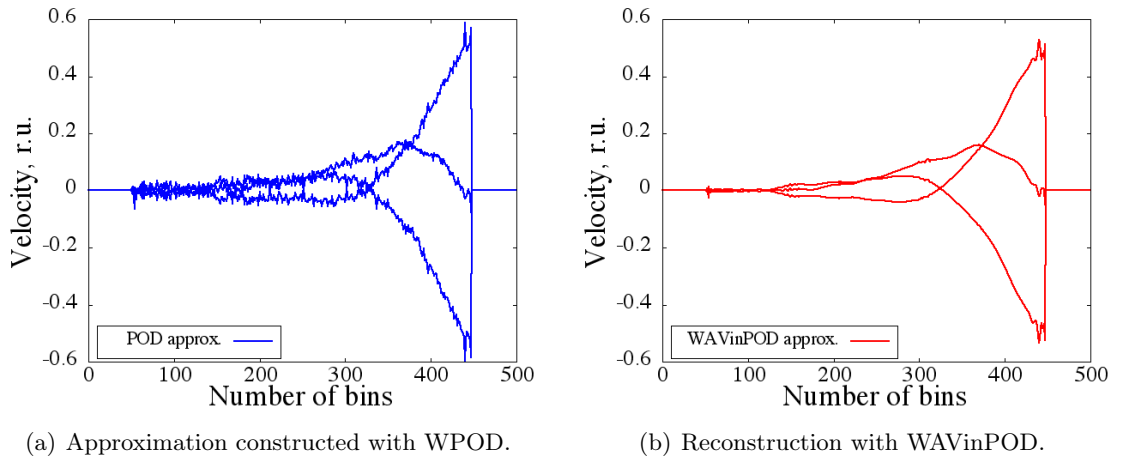 0.6
0.4
0.2
0
-0.2
-0.4
-0.6
Velocity, r.u.
POD approx.
0 100 200 300 400 500
Number of bins
(a) Approximation constructed with WPOD.
0.6
0.4
0.2
0
-0.2
-0.4
-0.6
Velocity, r.u.
WAVinPOD approx.
0 100 200 300 400 500
Number of bins
(b) Reconstruction with WAVinPOD.